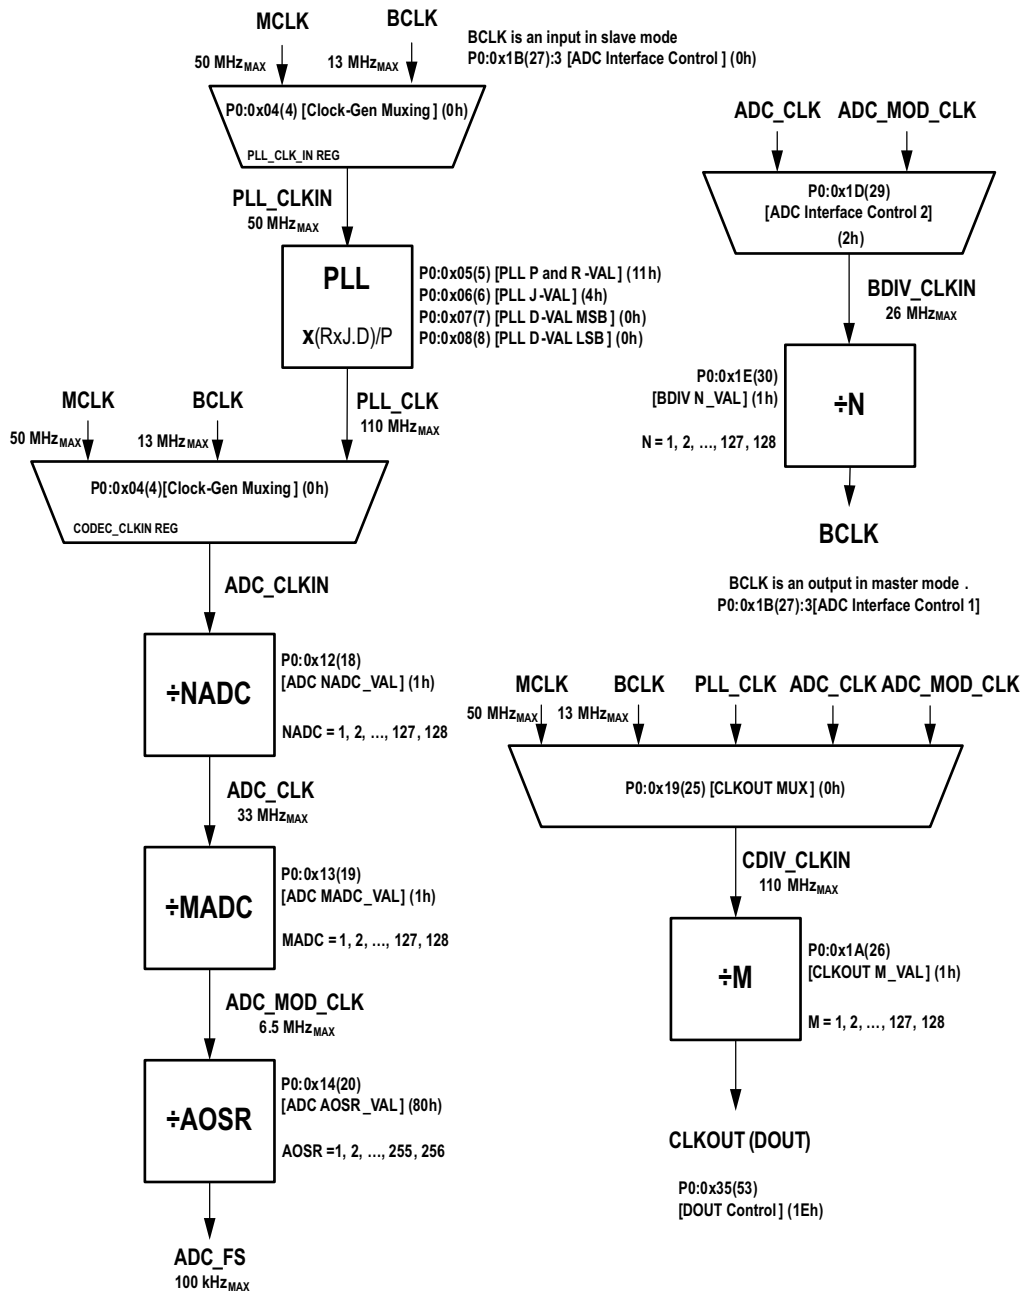 MCLK
BCLK
50 MHzMAX
13 MHzMAX
BCLK is an input in slave mode
P0:0x1B(27):3 [ADC Interface Control ] (0h)
P0:0x04(4) [Clock-Gen Muxing ] (0h)
PLL_CLK_IN REG
PLL_CLKIN
50 MHzMAX
PLL
x(RxJ.D)/P
P0:0x05(5) [PLL P and R -VAL] (11h)
P0:0x06(6) [PLL J-VAL] (4h)
P0:0x07(7) [PLL D-VAL MSB ] (0h)
P0:0x08(8) [PLL D-VAL LSB ] (0h)
MCLK
BCLK
PLL_CLK
50 MHzMAX
13 MHzMAX
110 MHzMAX
P0:0x04(4)[Clock-Gen Muxing ] (0h)
CODEC_CLKIN REG
ADC_CLKIN
÷NADC
P0:0x12(18)
[ADC NADC_VAL] (1h)
NADC = 1, 2, ..., 127, 128
ADC_CLK
33 MHzMAX
÷MADC
P0:0x13(19)
[ADC MADC_VAL] (1h)
MADC = 1, 2, ..., 127, 128
ADC_MOD_CLK
6.5 MHzMAX
÷AOSR
P0:0x14(20)
[ADC AOSR_VAL] (80h)
AOSR =1, 2, ..., 255, 256
ADC_FS
100 kHzMAX
ADC_CLK
ADC_MOD_CLK
P0:0x1D(29)
[ADC Interface Control 2]
(2h)
BDIV_CLKIN
26 MHzMAX
P0:0x1E(30)
[BDIV N_VAL] (1h)
N = 1, 2, ..., 127, 128
÷N
BCLK
BCLK is an output in master mode .
P0:0x1B(27):3[ADC Interface Control 1]
MCLK
BCLK
PLL_CLK
ADC_CLK
ADC_MOD_CLK
50 MHzMAX
13 MHzMAX
P0:0x19(25) [CLKOUT MUX] (0h)
CDIV_CLKIN
110 MHzMAX
÷M
P0:0x1A(26)
[CLKOUT M_VAL] (1h)
M = 1, 2, ..., 127, 128
CLKOUT (DOUT)
P0:0x35(53)
[DOUT Control ] (1Eh)